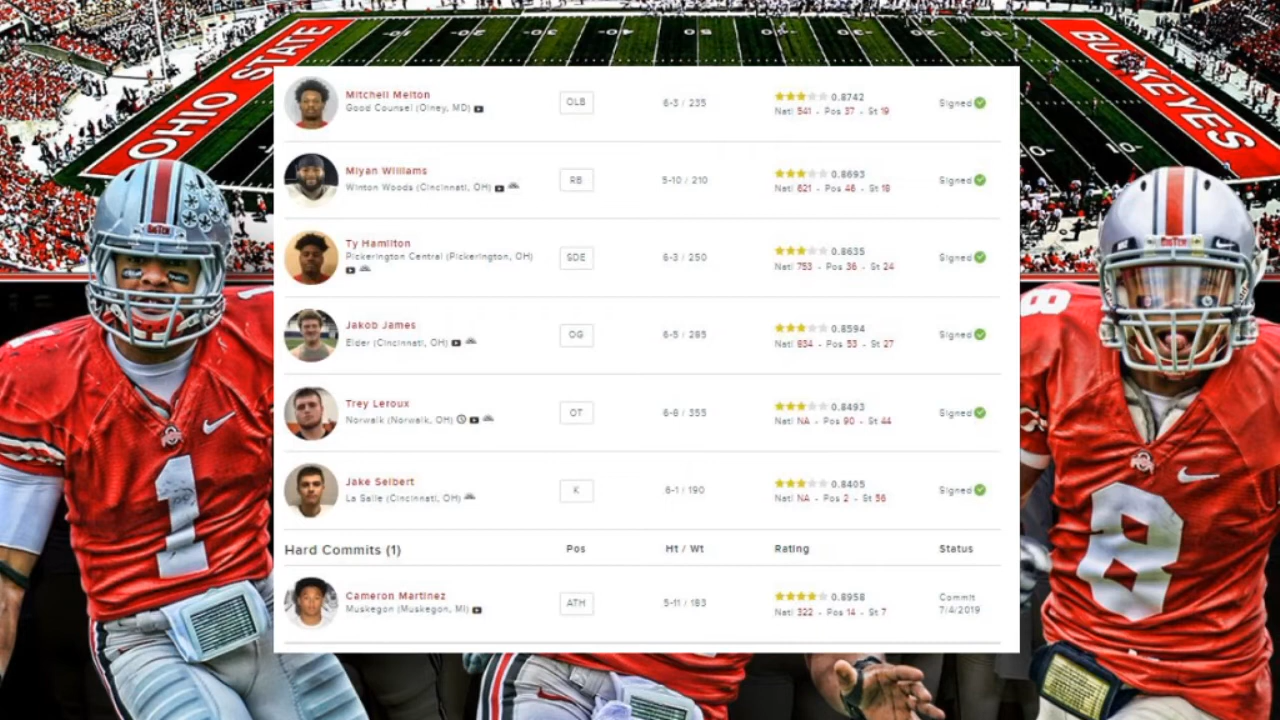 OHIO STATE
BUCKEYES
Mitchell Melton
Good Counsel (Olney, MD)
OLB
6-3 / 235
0.8742
Natl 541 - Pos 37 - St 19
Signed
Miyan Williams
Winton Woods (Cincinnati, OH)
RB
5-10 / 210
0.8693
Natl 621 - Pos 46 - St 18
Signed
Ty Hamilton
Pickerington Central (Pickerington, OH)
SDE
6-3 / 250
0.8635
Natl 753 - Pos 36 - St 24
Signed
Jakob James
Elder (Cincinnati, OH)
OG
6-5 / 285
0.8594
Natl 834 - Pos 53 - St 27
Signed
Trey Leroux
Norwalk (Norwalk, OH)
OT
6-8 / 355
0.8493
Natl NA - Pos 90 - St 44
Signed
Jake Seibert
La Salle (Cincinnati, OH)
K
6-1 / 190
0.8405
Natl NA - Pos 2 - St 56
Signed
Hard Commits (1)
Pos
Ht / Wt
Rating
Status
Cameron Martinez
Muskegon (Muskegon, MI)
ATH
5-11 / 183
0.8958
Natl 322 - Pos 14 - St 7
Commit
7/4/2019
1
8
8